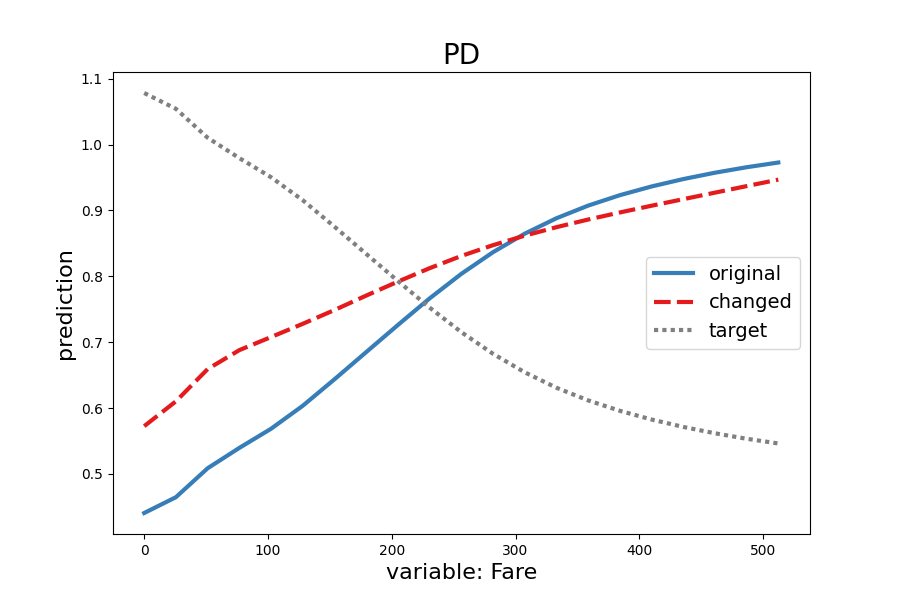 PD
1.1
1.0
0.9
0.8
0.7
0.6
0.5
prediction
original
changed
target
0 100 200 300 400 500
variable: Fare